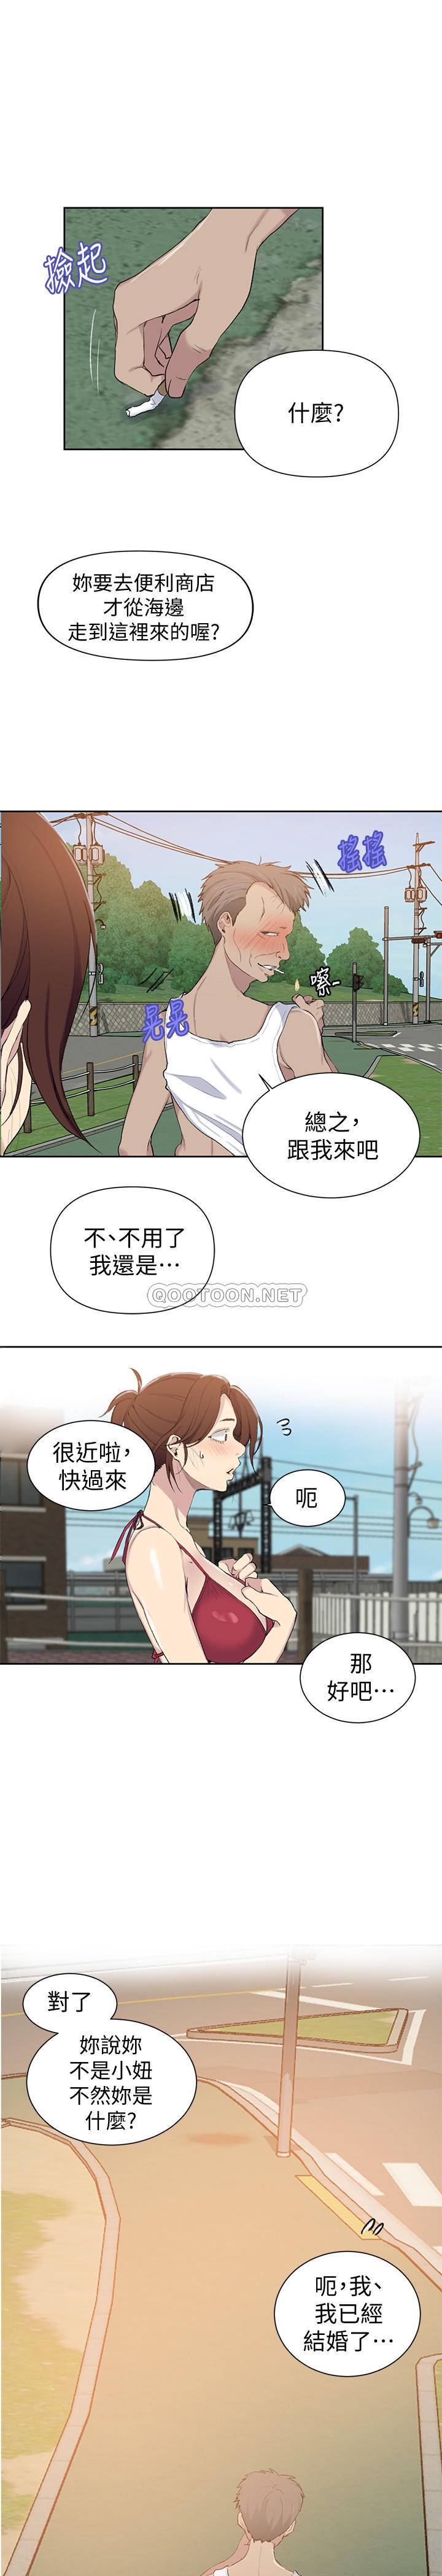 撿起
什麼?
妳要去便利商店
才從海邊
走到這裡來的喔?
搖搖
嚓-
晃晃
總之,
跟我來吧
不、不用了
我還是…
QOOTOON.NET
很近啦,
快過來
呃
那
好吧…
對了
妳說妳
不是小妞
不然妳是
什麼?
呃,我、
我已經
結婚了…